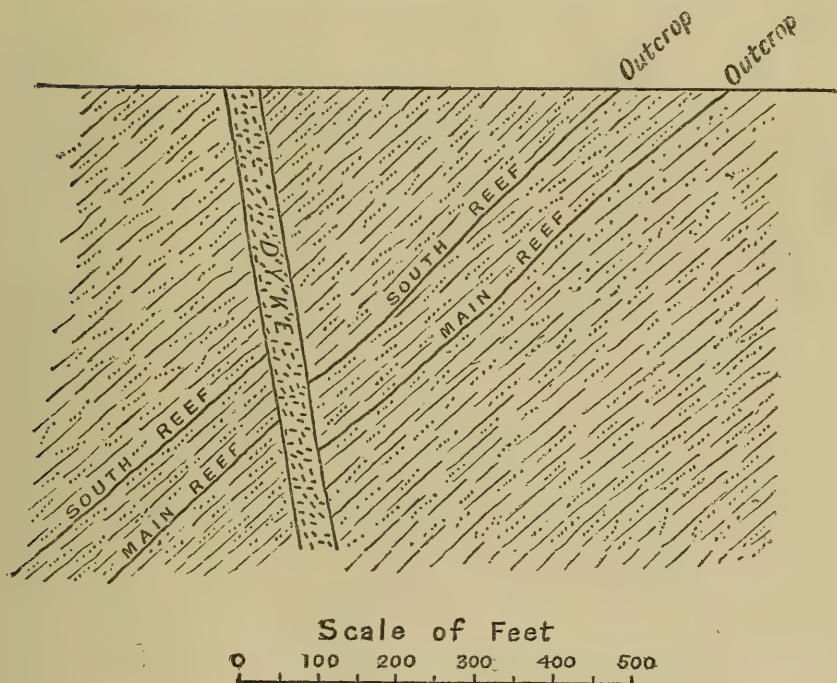 Outcrop
Outcrop
SOUTH REEF
MAIN REEF
DYKE
SOUTH REEF
MAIN REEF
Scale of Feet
0 100 200 300 400 500